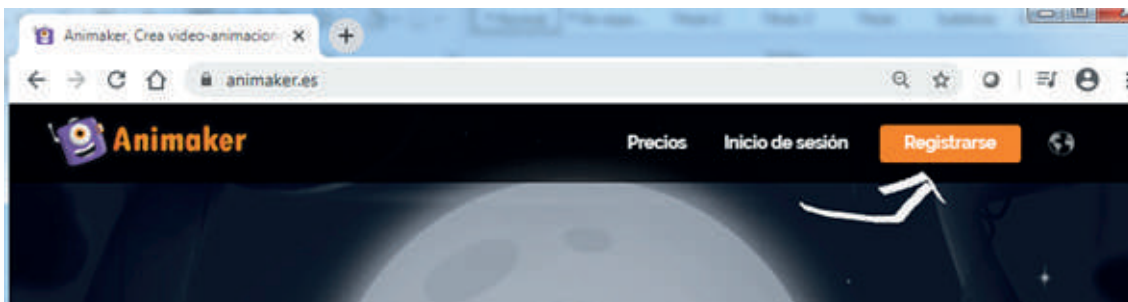 Animaker, Crea video-animacion
animaker.es
Animaker
Precios
Inicio de sesión
Registrarse